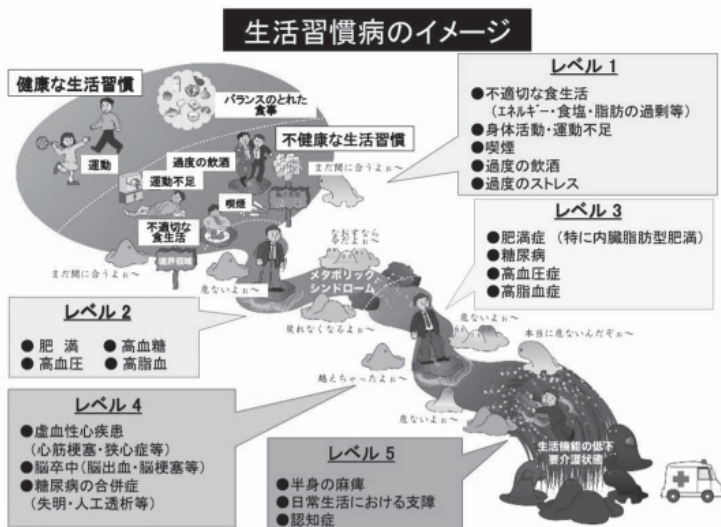 生活習慣病のイメージ
健康な生活習慣
バランスのとれた
食事
運動
不健康な生活習慣
過度の飲酒
運動不足
喫煙
不適切な
食生活
境界領域
まだ間に合うよぉ～
まだ間に合うよぉ～
レベル 1
●不適切な食生活
(エネルギー・食塩・脂肪の過剰等)
●身体活動・運動不足
●喫煙
●過度の飲酒
●過度のストレス
なおすなら
今だよぉ～
メタボリック
シンドローム
危ないよぉ～
戻れなくなるよぉ～
レベル 2
●肥 満 ●高血糖
●高血圧 ●高脂血
レベル 3
●肥満症 (特に内臓脂肪型肥満)
●糖尿病
●高血圧症
●高脂血症
危ないよぉ～
本当に危ないんだぞぉ～
越えちゃったよぉ～
危ないよぉ～
レベル 4
●虚血性心疾患
(心筋梗塞・狭心症等)
●脳卒中(脳出血・脳梗塞等)
●糖尿病の合併症
(失明・人工透析等)
レベル 5
●半身の麻痺
●日常生活における支障
●認知症
生活機能の低下
要介護状態